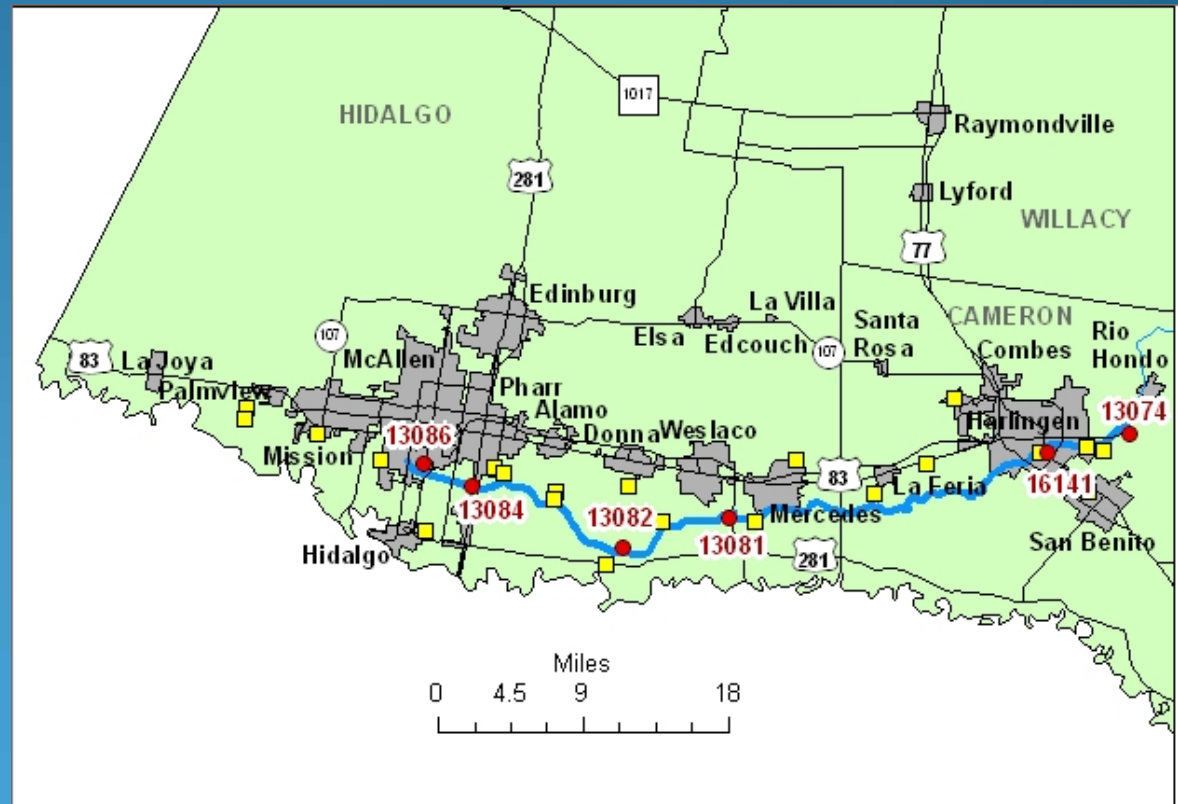 1017
HIDALGO
Raymondville
281
Lyford
WILLACY
77
Edinburg
La Villa
CAMERON
Elsa
Edcouch
Santa
Rosa
Rio
Hondo
107
107
Combes
83
La Joya
McAllen
Palmview
Pharr
Alamo
13074
Harlingen
13086
Donna
Weslaco
Mission
83
La Feria
16141
13084
13082
Mercedes
13081
San Benito
Hidalgo
281
Miles
0 4.5 9 18